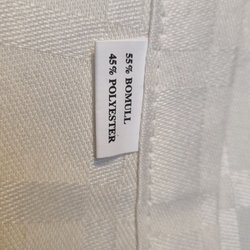 55% BOMULL
45% POLYESTER